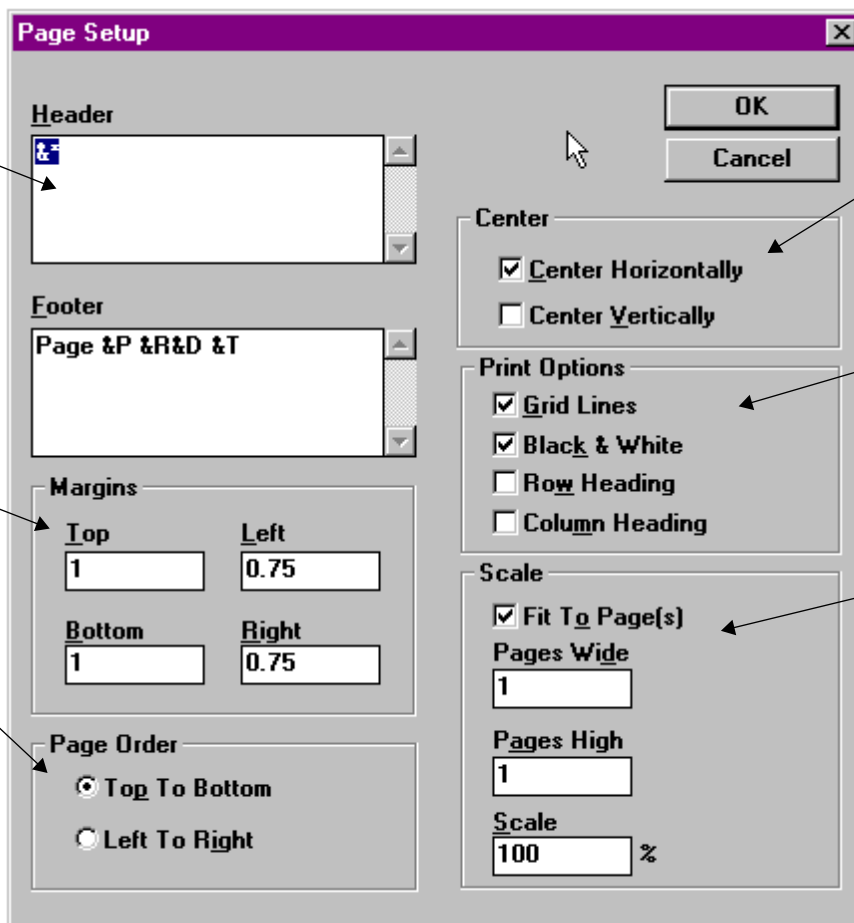 Page Setup
Header
Footer
Page &P &R&D &T
Margins
Top Left
1 0.75
Bottom Right
1 0.75
Page Order
Top To Bottom
Left To Right
OK
Cancel
Center
Center Horizontally
Center Vertically
Print Options
Grid Lines
Black & White
Row Heading
Column Heading
Scale
Fit To Page(s)
Pages Wide
1
Pages High
1
Scale
100 %